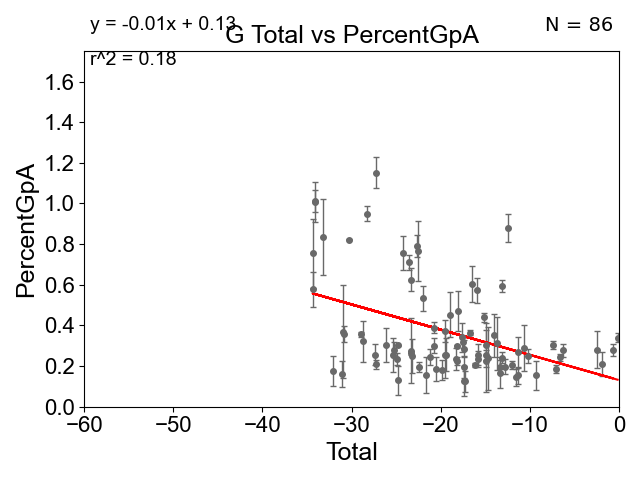 y = -0.01x + 0.13
N = 86
G Total vs PercentGpA
r^2 = 0.18
1.6
1.4
1.2
1.0
0.8
0.6
0.4
0.2
0.0
PercentGpA
−60 −50 −40 −30 −20 −10 0
Total